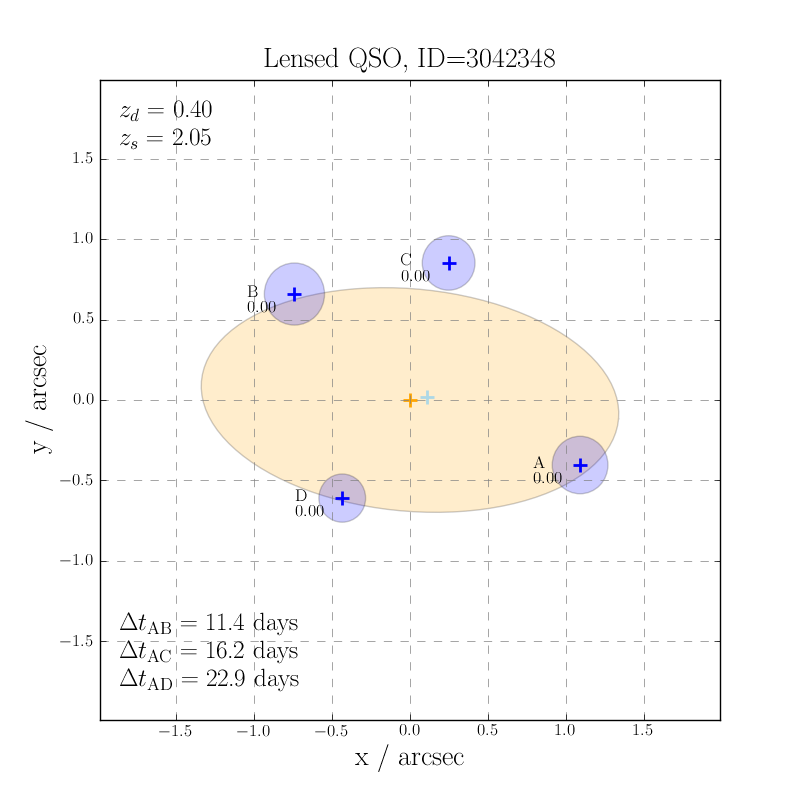 Lensed QSO, ID=3042348
z_d = 0.40
z_s = 2.05
1.5
1.0
0.5
0.0
−0.5
−1.0
−1.5
y / arcsec
C
0.00
B
0.00
A
0.00
D
0.00
Δt_AB = 11.4 days
Δt_AC = 16.2 days
Δt_AD = 22.9 days
−1.5 −1.0 −0.5 0.0 0.5 1.0 1.5
x / arcsec